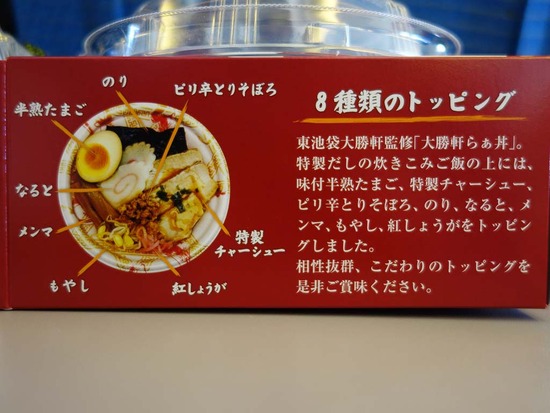 のり
ピリ辛とりそぼろ
半熟たまご
なると
メンマ
もやし
紅しょうが
特製
チャーシュー
8種類のトッピング
東池袋大勝軒監修「大勝軒らぁ丼」。
特製だしの炊きこみご飯の上には、
味付半熟たまご、特製チャーシュー、
ピリ辛とりそぼろ、のり、なると、メ
ンマ、もやし、紅しょうがをトッピン
グしました。
相性抜群、こだわりのトッピングを
是非ご賞味ください。